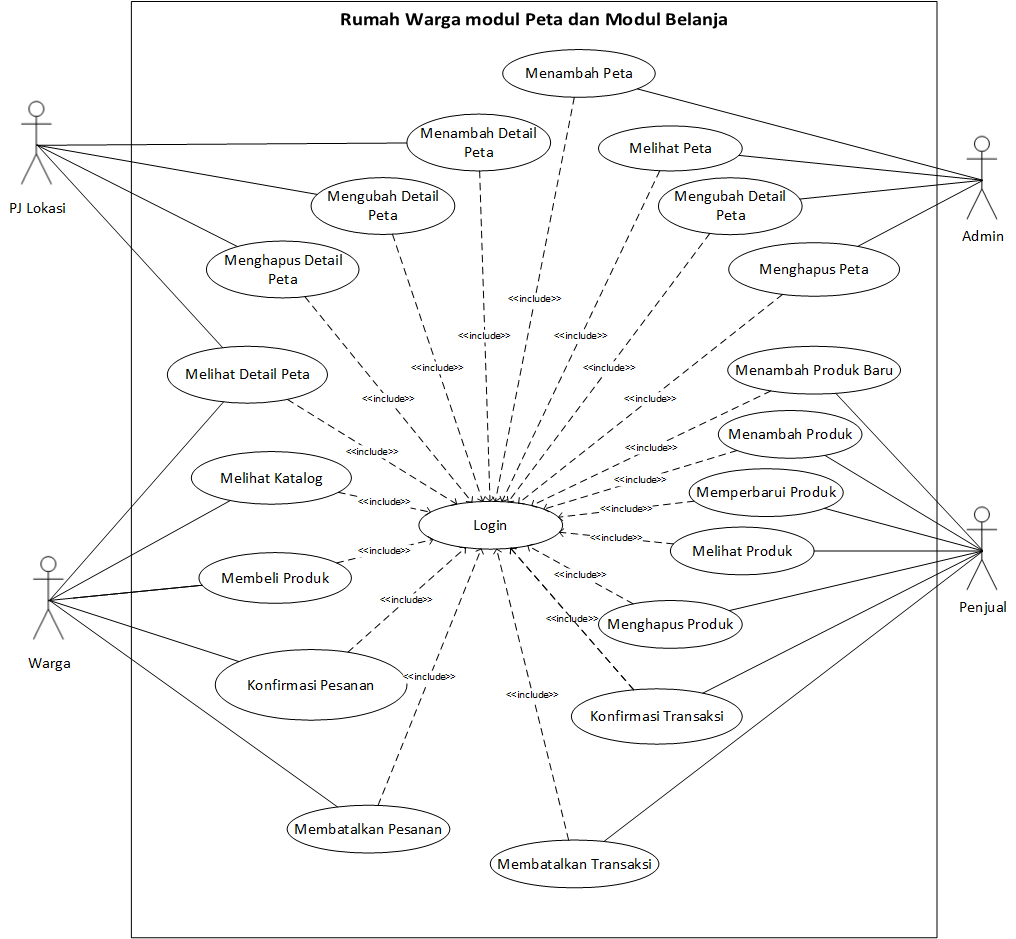 Rumah Warga modul Peta dan Modul Belanja
Menambah Peta
Menambah Detail
Peta
Melihat Peta
Mengubah Detail
Peta
Mengubah Detail
Peta
PJ Lokasi
Admin
Menghapus Detail
Peta
Menghapus Peta
<<include>>
<<include>>
<<include>>
<<include>>
<<include>>
Melihat Detail Peta
Menambah Produk Baru
<<include>>
<<include>>
Menambah Produk
<<include>>
<<include>>
Melihat Katalog
<<include>>
Memperbarui Produk
<<include>>
<<include>>
Login
<<include>>
Melihat Produk
<<include>>
Membeli Produk
<<include>>
<<include>>
Penjual
<<include>>
Menghapus Produk
Warga
Konfirmasi Pesanan
<<include>>
<<include>>
Konfirmasi Transaksi
Membatalkan Pesanan
Membatalkan Transaksi